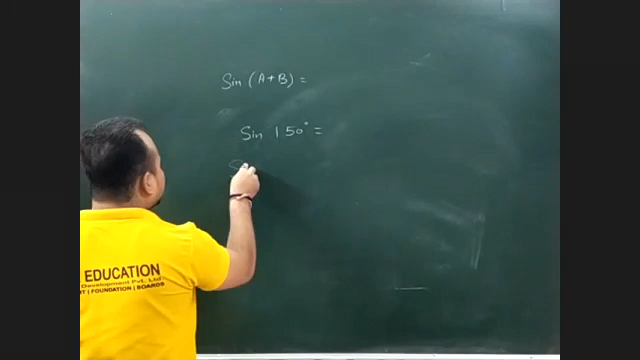 Sin (A+B) =
Sin 150° =
S
EDUCATION
Development Pvt. Ltd
| FOUNDATION | BOARDS